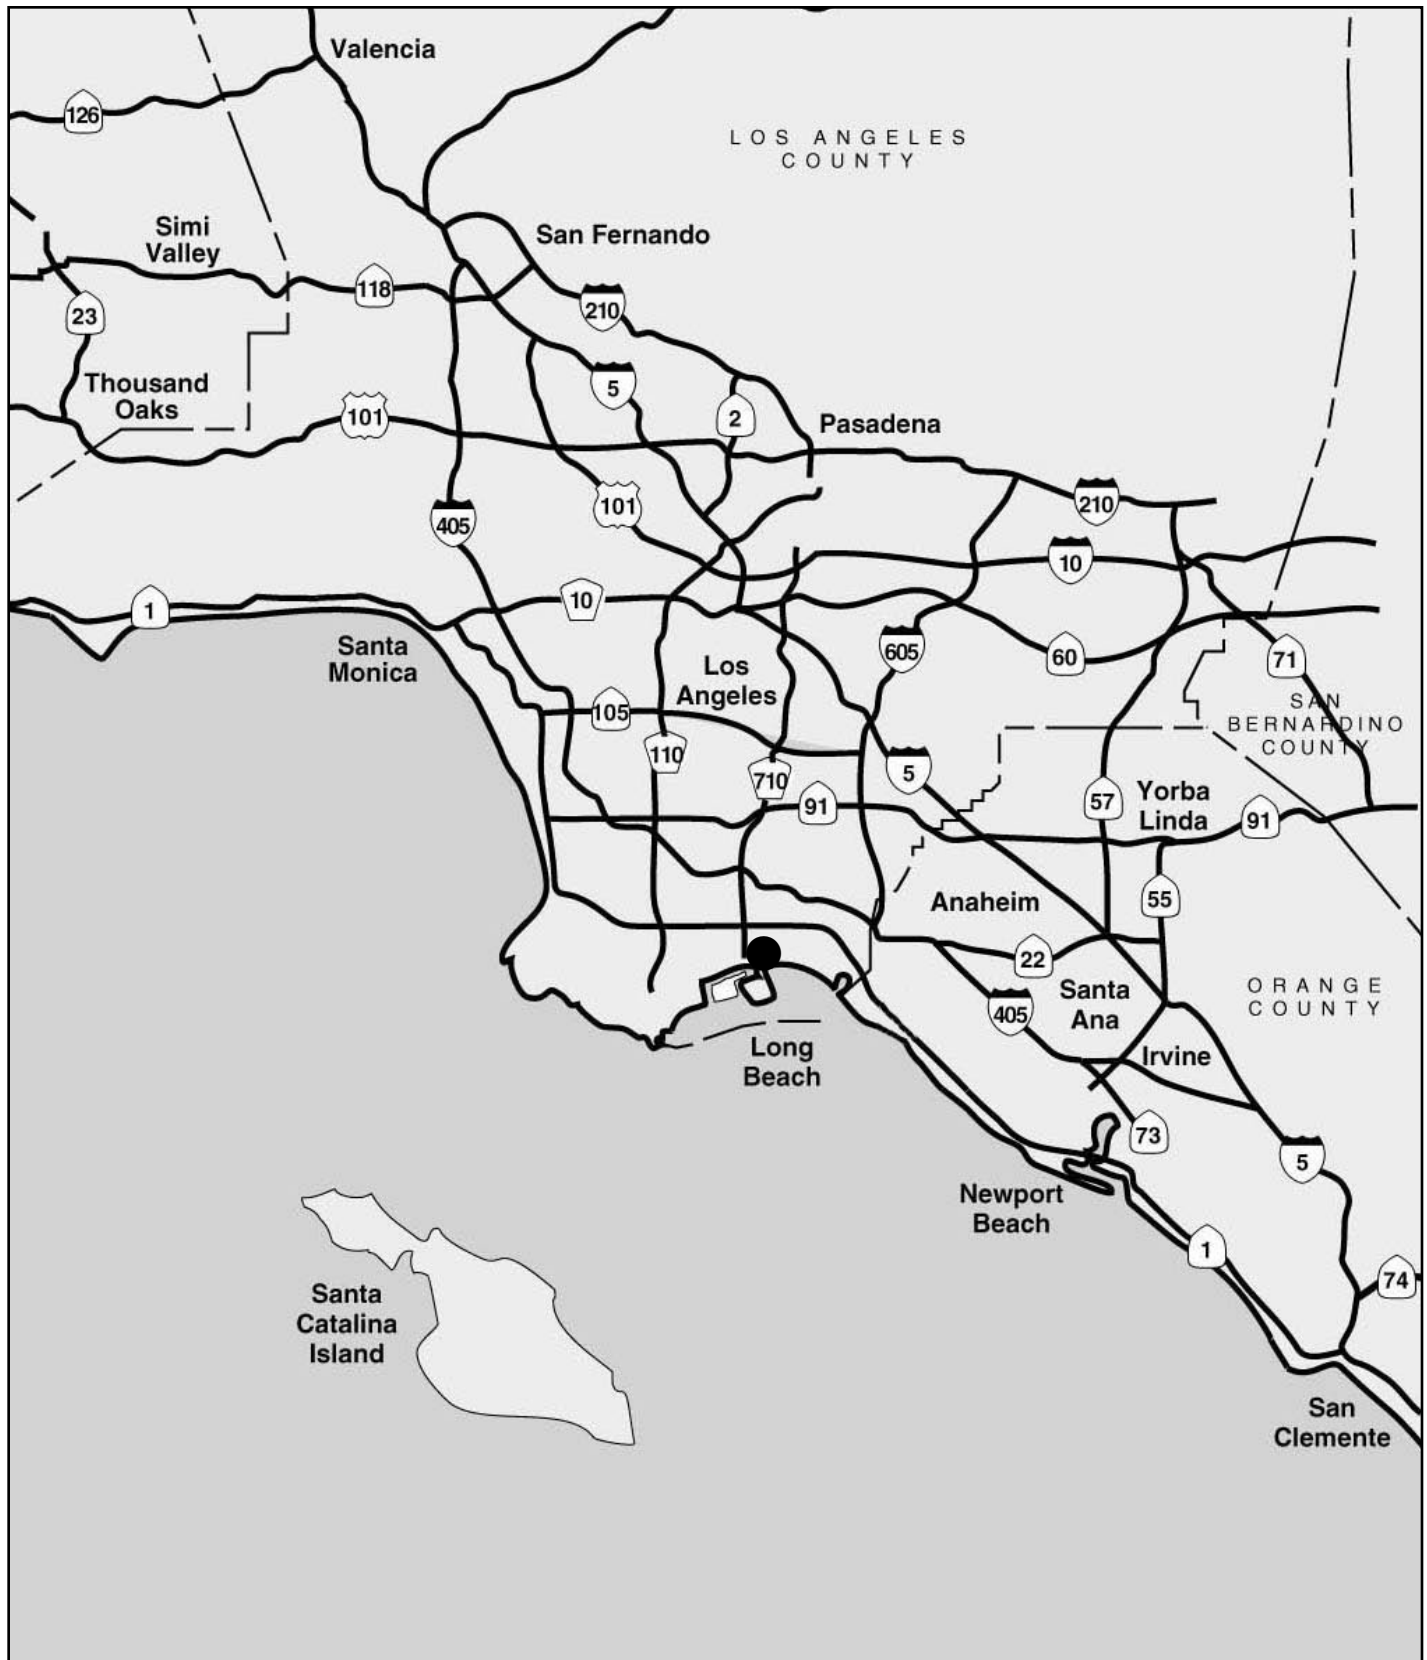 Valencia
126
LOS ANGELES
COUNTY
Simi
Valley
San Fernando
118
210
23
Thousand
Oaks
5
101
2
Pasadena
101
210
405
10
1
10
Santa
Monica
605
60
71
Los
Angeles
105
SAN
BERNARDINO
COUNTY
110
710
5
91
57
Yorba
Linda
91
Anaheim
55
22
Santa
Ana
405
ORANGE
COUNTY
Long
Beach
Irvine
73
5
Newport
Beach
1
74
Santa
Catalina
Island
San
Clemente